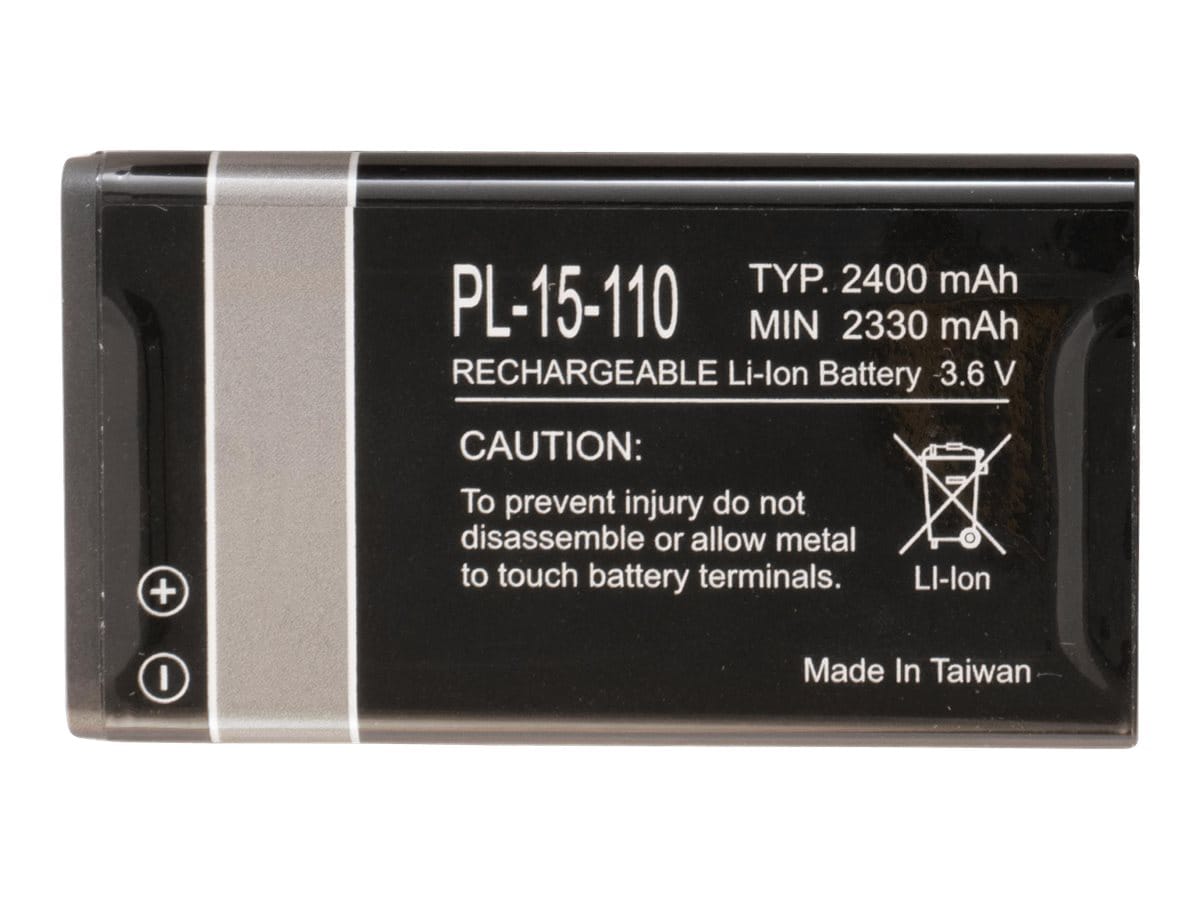 PL-15-110
TYP. 2400 mAh
MIN 2330 mAh
RECHARGEABLE Li-Ion Battery 3.6 V
CAUTION:
To prevent injury do not
disassemble or allow metal
to touch battery terminals.
LI-Ion
+
-
Made In Taiwan